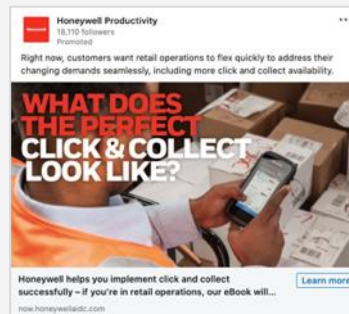 Honeywell
Honeywell Productivity
18,110 followers
Promoted
Right now, customers want retail operations to flex quickly to address their
changing demands seamlessly, including more click and collect availability.
WHAT DOES
THE PERFECT
CLICK & COLLECT
LOOK LIKE?
Honeywell helps you implement click and collect
successfully – if you're in retail operations, our eBook will...
Learn more
now.honeywellaidc.com